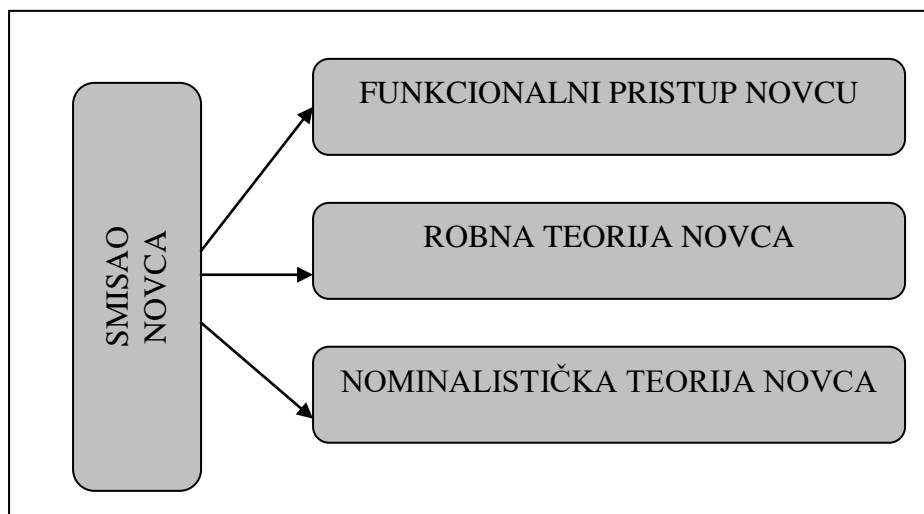 SMISAO
NOVCA
FUNKCIONALNI PRISTUP NOVCU
ROBNA TEORIJA NOVCA
NOMINALISTIČKA TEORIJA NOVCA